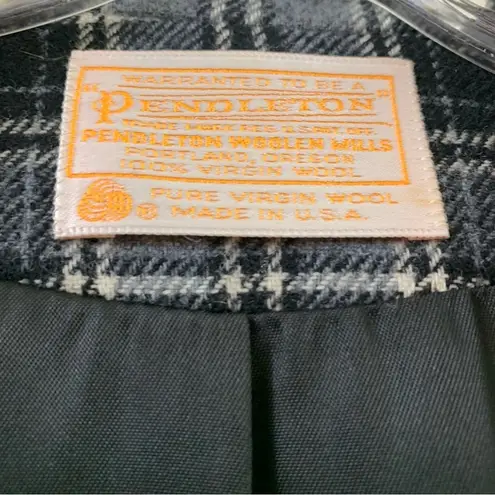 WARRANTED TO BE A
"PENDLETON"
TRADE MARK REG. U.S. PAT. OFF.
PENDLETON WOOLEN MILLS
PORTLAND, OREGON
100% VIRGIN WOOL
PURE VIRGIN WOOL
® MADE IN U.S.A.